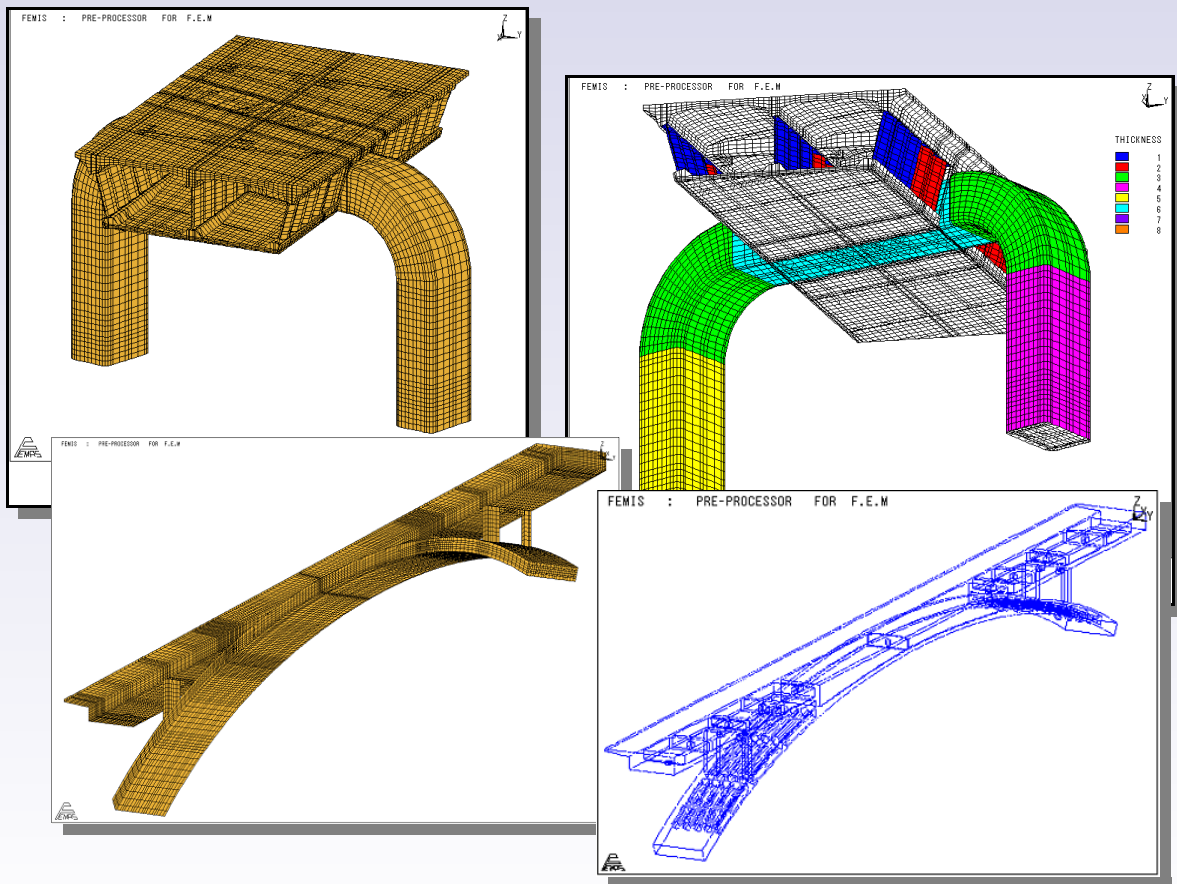 FEMIS : PRE-PROCESSOR FOR F.E.M
Z
X Y
FEMIS : PRE-PROCESSOR FOR F.E.M
Z
X Y
THICKNESS
1
2
3
4
5
6
7
8
FEMIS : PRE-PROCESSOR FOR F.E.M
Z
FEMIS : PRE-PROCESSOR FOR F.E.M
Z
X Y